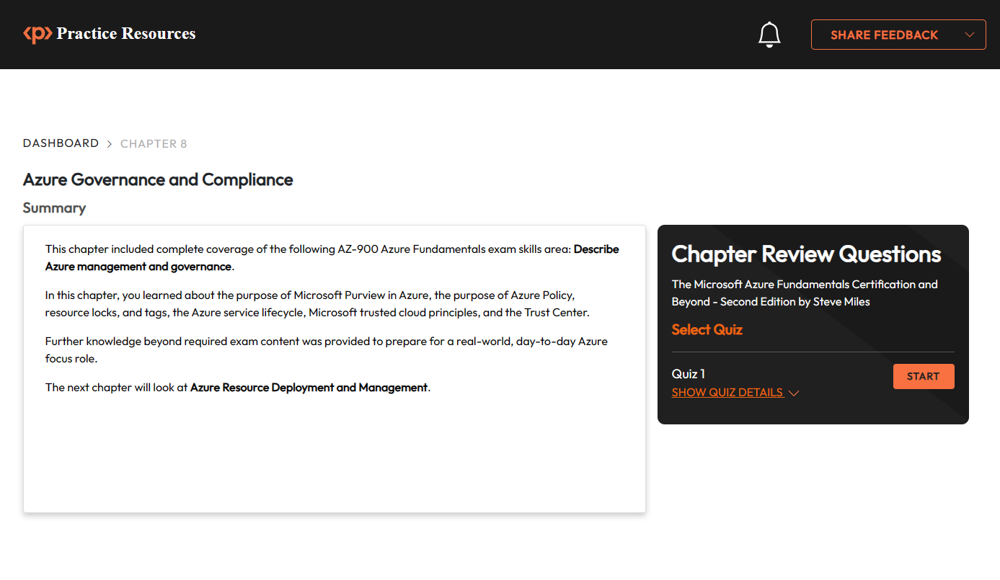 <p> Practice Resources
SHARE FEEDBACK
DASHBOARD > CHAPTER 8
Azure Governance and Compliance
Summary
This chapter included complete coverage of the following AZ-900 Azure Fundamentals exam skills area: Describe
Azure management and governance.
In this chapter, you learned about the purpose of Microsoft Purview in Azure, the purpose of Azure Policy,
resource locks, and tags, the Azure service lifecycle, Microsoft trusted cloud principles, and the Trust Center.
Further knowledge beyond required exam content was provided to prepare for a real-world, day-to-day Azure
focus role.
The next chapter will look at Azure Resource Deployment and Management.
Chapter Review Questions
The Microsoft Azure Fundamentals Certification and
Beyond - Second Edition by Steve Miles
Select Quiz
Quiz 1
START
SHOW QUIZ DETAILS